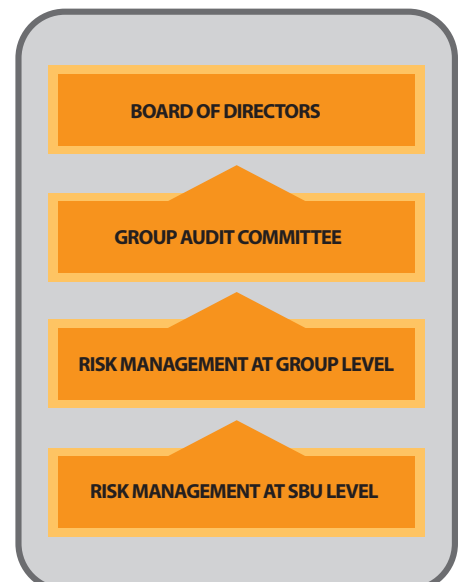 BOARD OF DIRECTORS
GROUP AUDIT COMMITTEE
RISK MANAGEMENT AT GROUP LEVEL
RISK MANAGEMENT AT SBU LEVEL